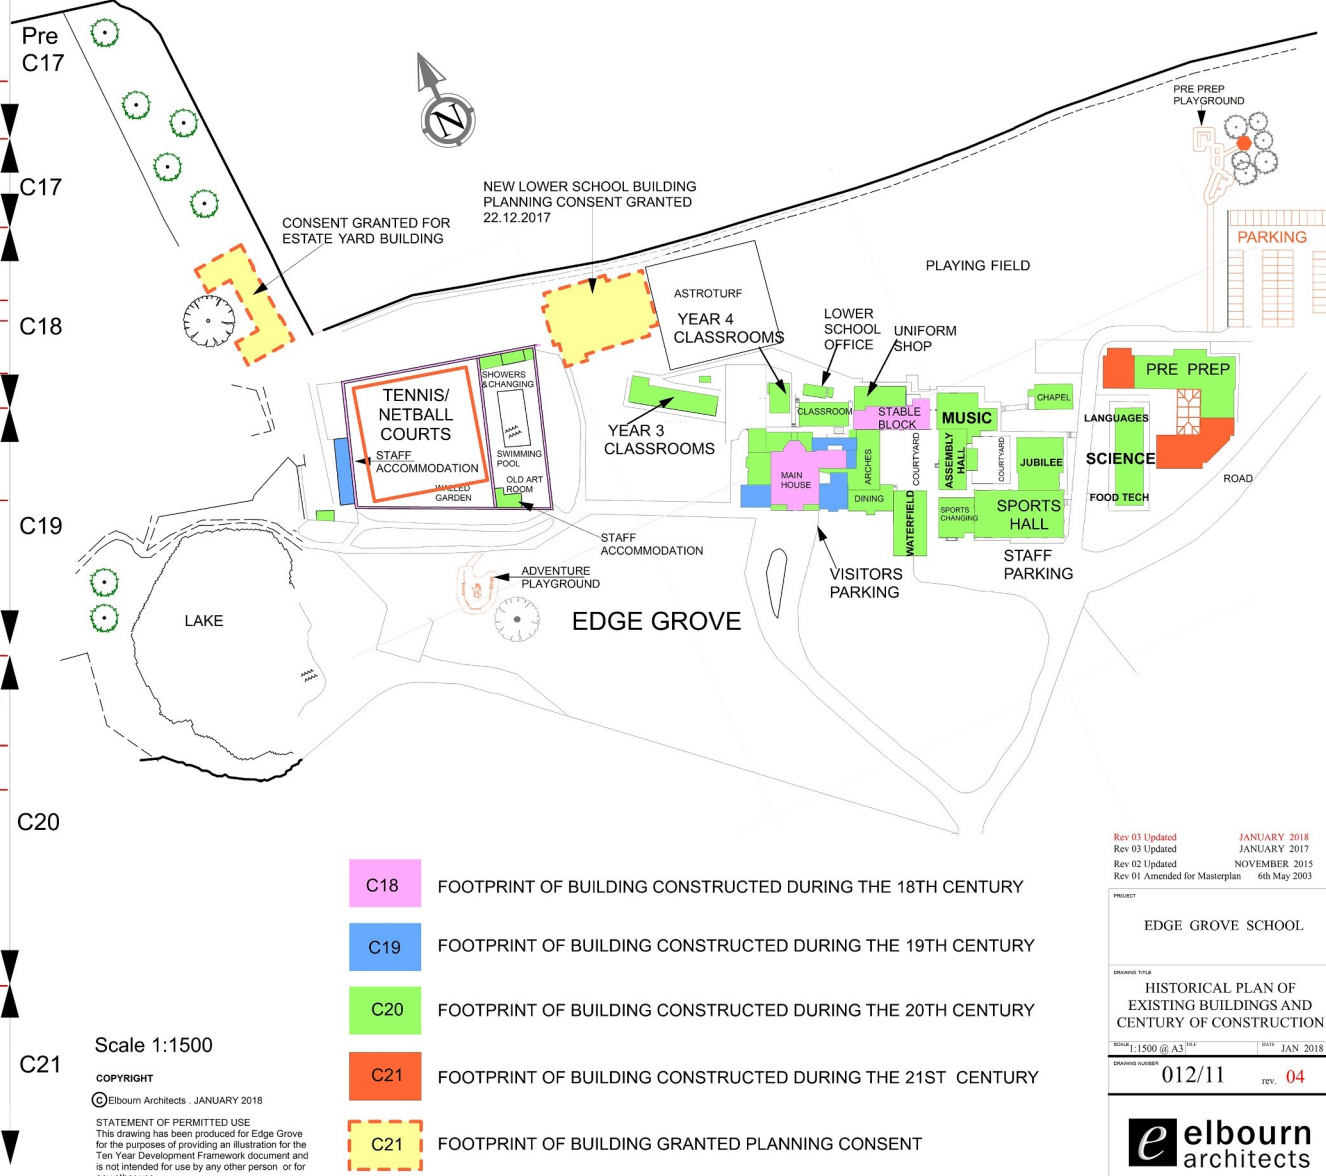 Pre
C17
C17
C18
C19
C20
C21
N
CONSENT GRANTED FOR
ESTATE YARD BUILDING
NEW LOWER SCHOOL BUILDING
PLANNING CONSENT GRANTED
22.12.2017
PRE PREP
PLAYGROUND
PARKING
PLAYING FIELD
ASTROTURF
YEAR 4
CLASSROOMS
LOWER
SCHOOL
OFFICE
UNIFORM
SHOP
SHOWERS
&CHANGING
TENNIS/
NETBALL
COURTS
STAFF
ACCOMMODATION
WALLED
GARDEN
SWIMMING
POOL
OLD ART
ROOM
STAFF
ACCOMMODATION
YEAR 3
CLASSROOMS
CLASSROOM
STABLE
BLOCK
MUSIC
CHAPEL
PRE PREP
LANGUAGES
SCIENCE
FOOD TECH
ROAD
MAIN
HOUSE
ARCHES
COURTYARD
ASSEMBLY
HALL
COURTYARD
JUBILEE
DINING
WATERFIELD
SPORTS
CHANGING
SPORTS
HALL
STAFF
PARKING
VISITORS
PARKING
ADVENTURE
PLAYGROUND
EDGE GROVE
LAKE
C18 FOOTPRINT OF BUILDING CONSTRUCTED DURING THE 18TH CENTURY
C19 FOOTPRINT OF BUILDING CONSTRUCTED DURING THE 19TH CENTURY
C20 FOOTPRINT OF BUILDING CONSTRUCTED DURING THE 20TH CENTURY
C21 FOOTPRINT OF BUILDING CONSTRUCTED DURING THE 21ST CENTURY
C21 FOOTPRINT OF BUILDING GRANTED PLANNING CONSENT
Scale 1:1500
COPYRIGHT
© Elbourn Architects . JANUARY 2018
STATEMENT OF PERMITTED USE
This drawing has been produced for Edge Grove
for the purposes of providing an illustration for the
Ten Year Development Framework document and
is not intended for use by any other person or for
Rev 03 Updated JANUARY 2018
Rev 03 Updated JANUARY 2017
Rev 02 Updated NOVEMBER 2015
Rev 01 Amended for Masterplan 6th May 2003
PROJECT
EDGE GROVE SCHOOL
DRAWING TITLE
HISTORICAL PLAN OF
EXISTING BUILDINGS AND
CENTURY OF CONSTRUCTION
SCALE 1:1500 @ A3 FILE DATE JAN 2018
DRAWING NUMBER
012/11 rev. 04
e elbourn
architects